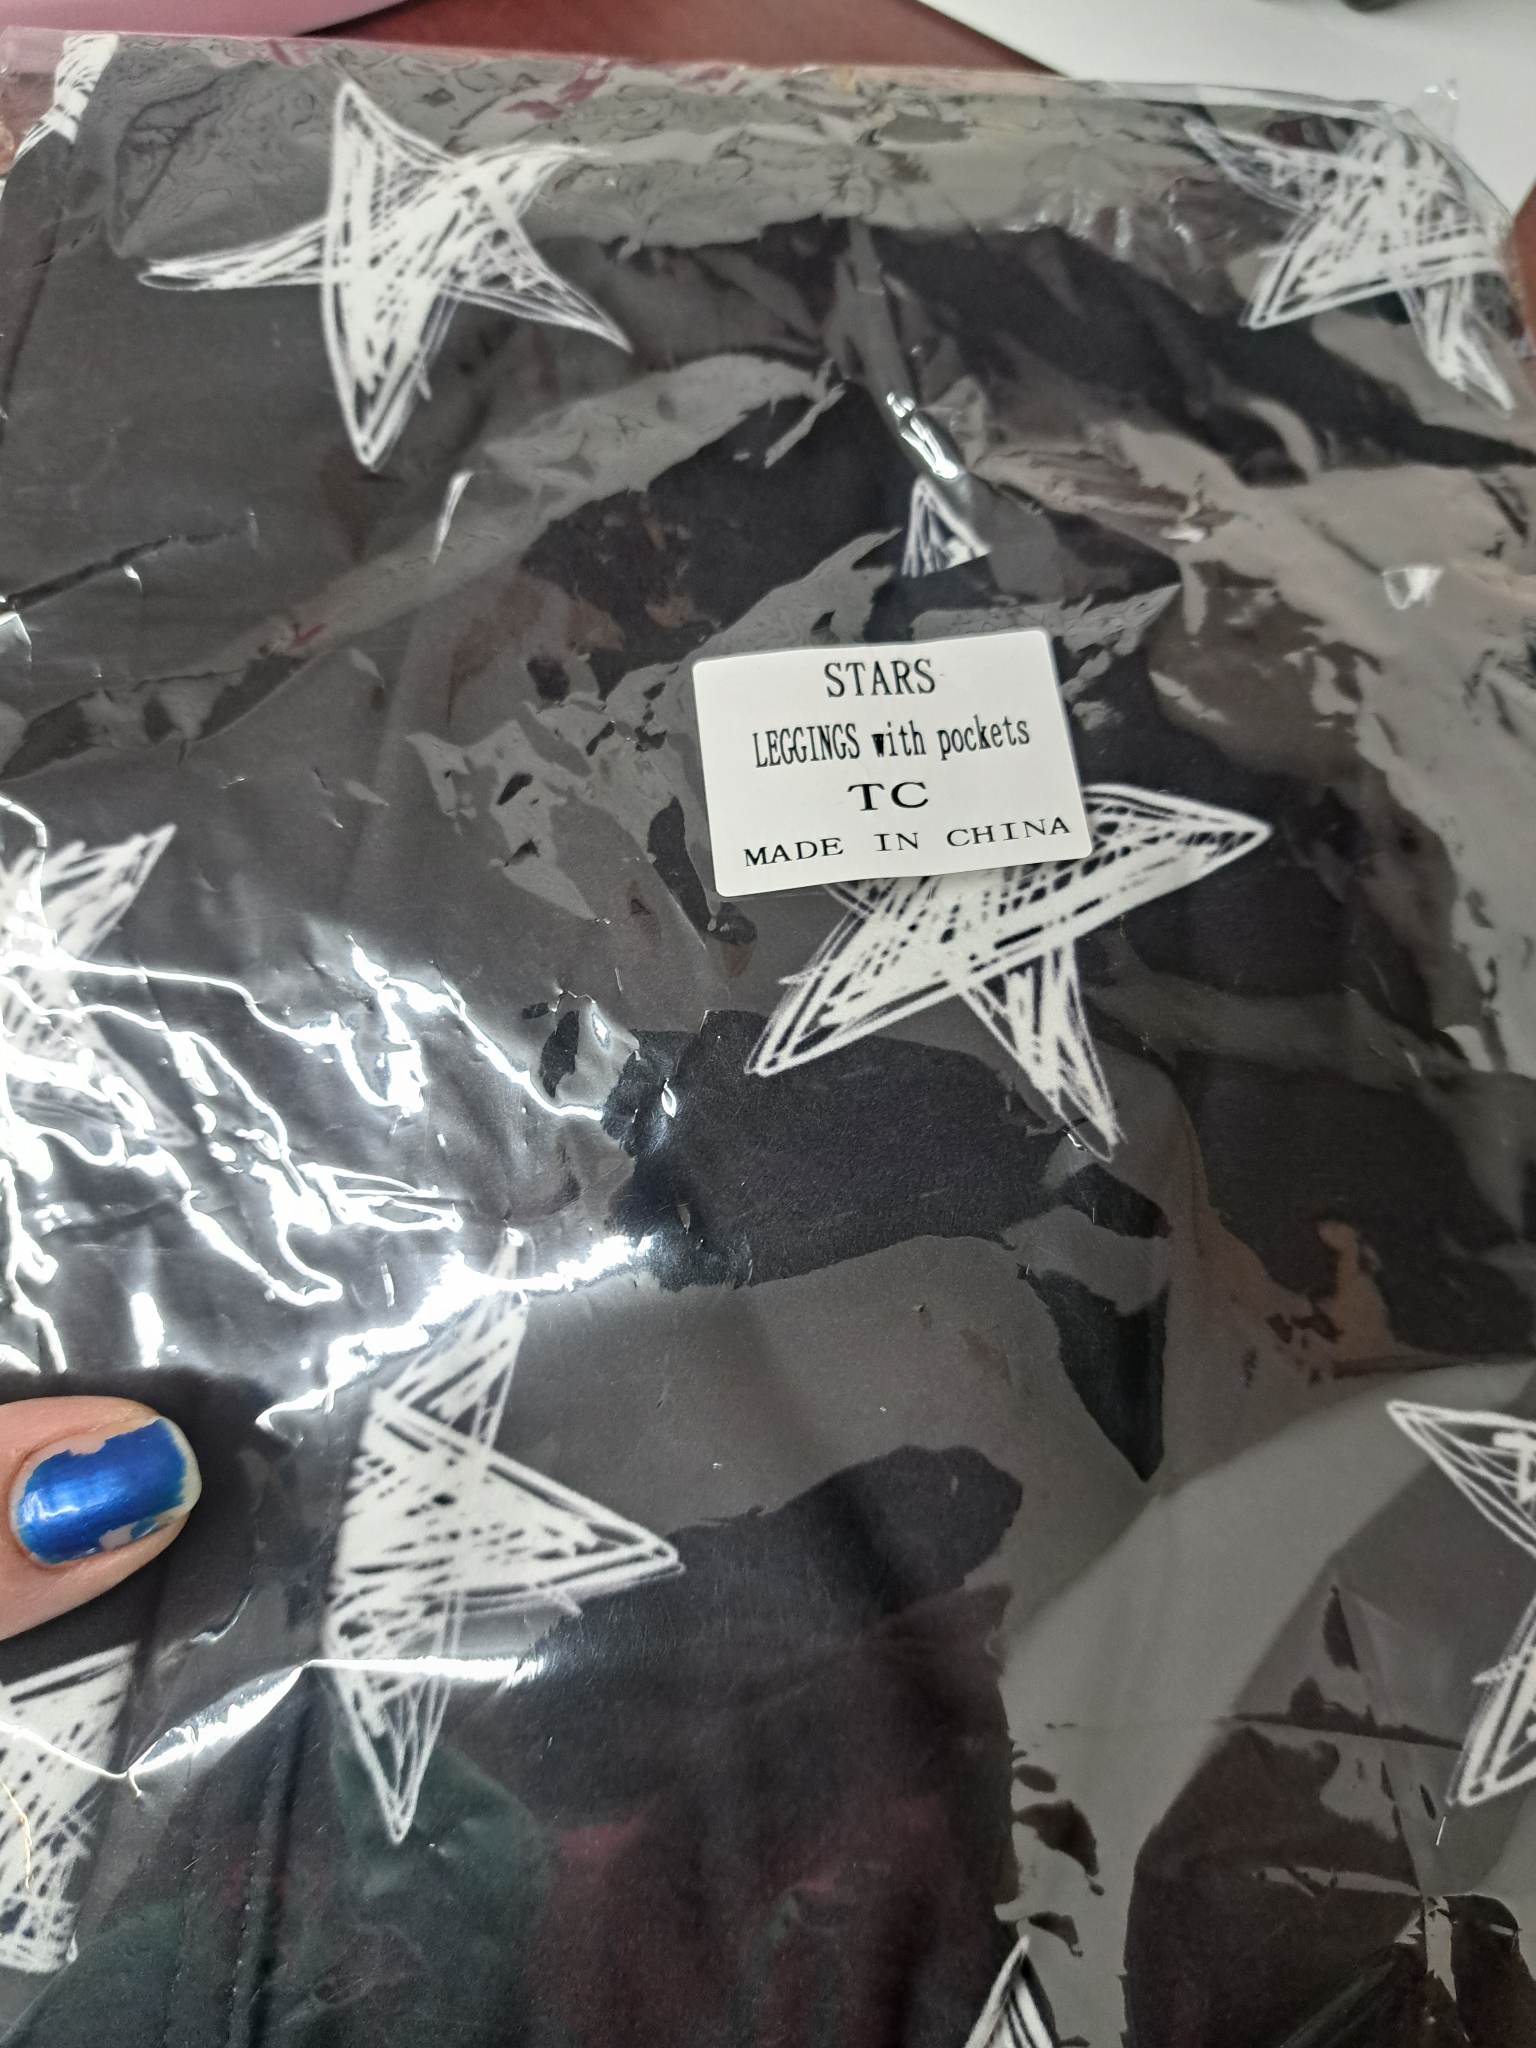 STARS
LEGGINGS with pockets
TC
MADE IN CHINA